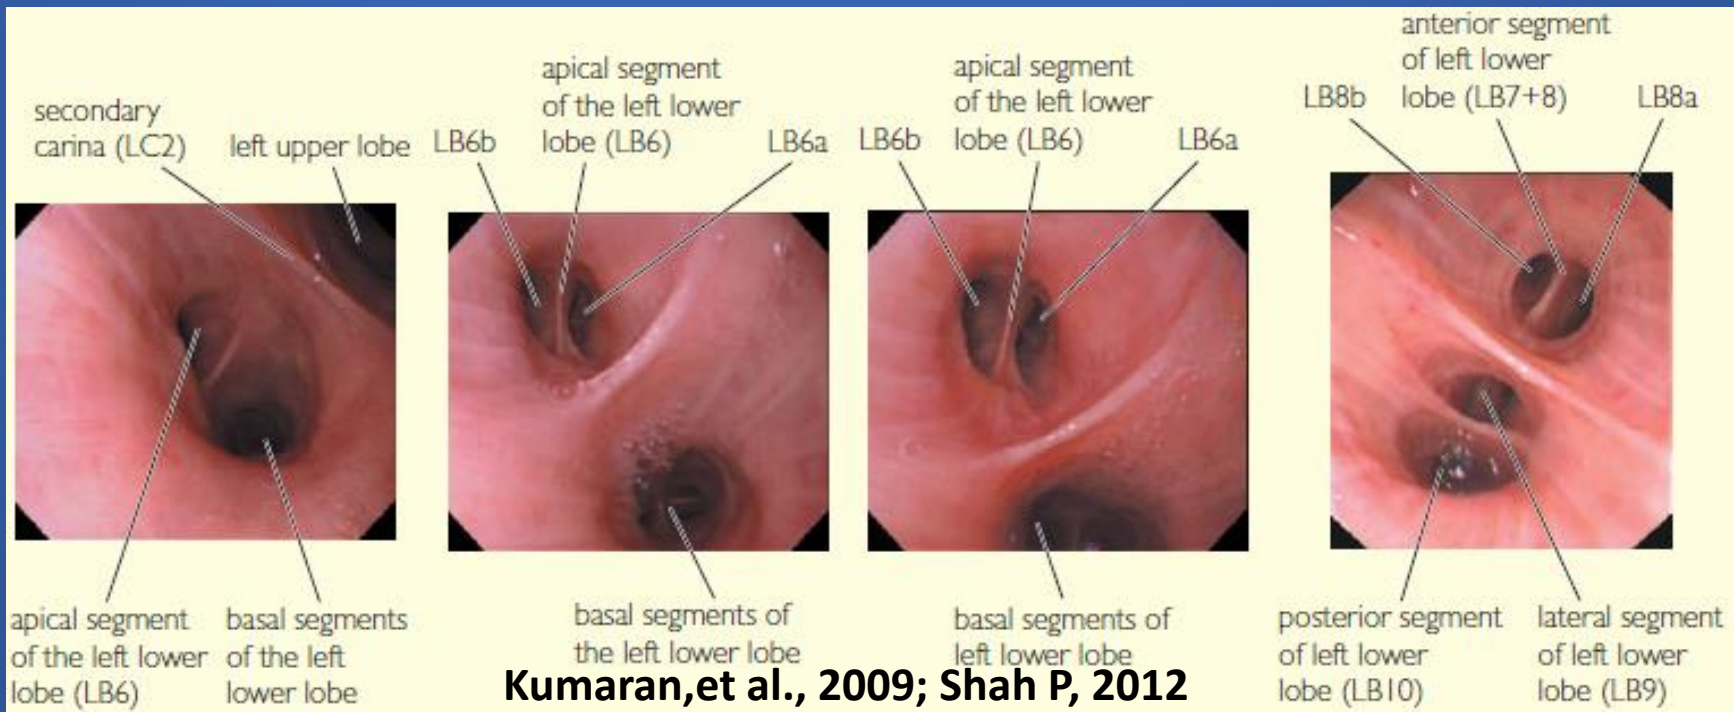 secondary
carina (LC2)
left upper lobe
apical segment
of the left lower
lobe (LB6)
basal segments
of the left
lower lobe
LB6b
apical segment
of the left lower
lobe (LB6)
LB6a
basal segments of
the left lower lobe
LB6b
apical segment
of the left lower
lobe (LB6)
LB6a
basal segments of
left lower lobe
LB8b
anterior segment
of left lower
lobe (LB7+8)
LB8a
posterior segment
of left lower
lobe (LB10)
lateral segment
of left lower
lobe (LB9)
Kumaran,et al., 2009; Shah P, 2012